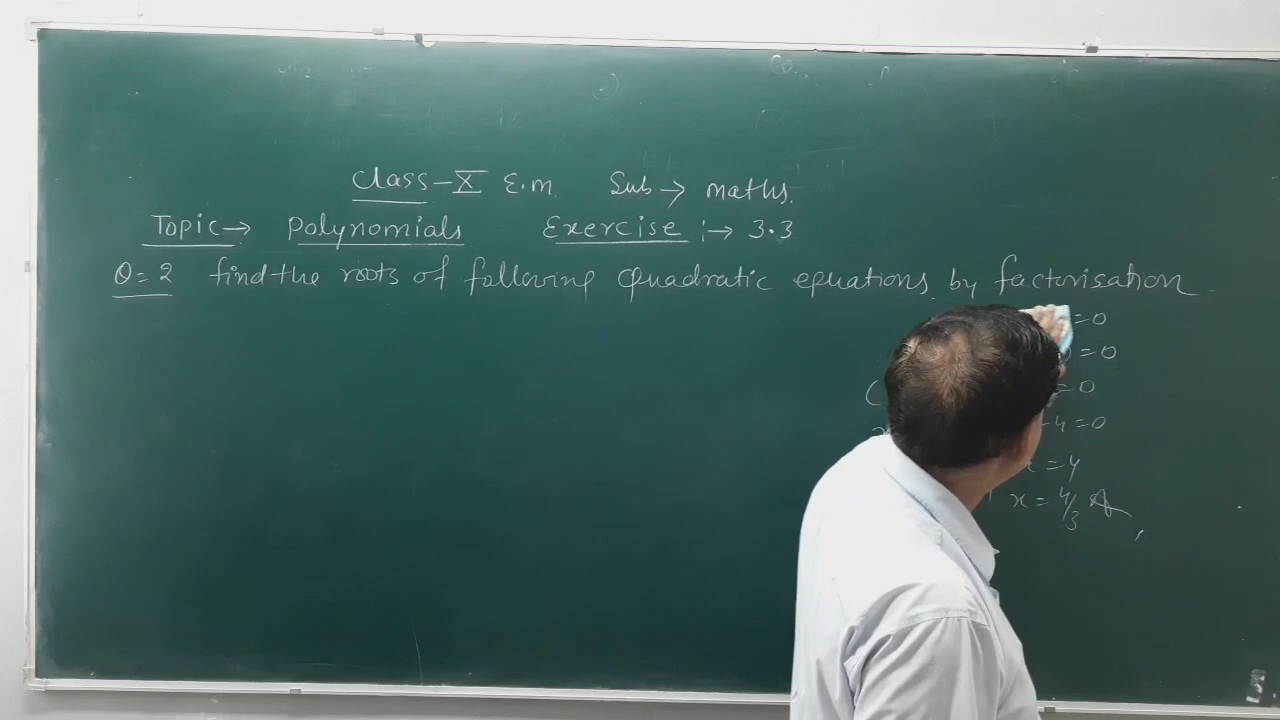 Class-X E.m. Sub → maths.
Topic → Polynomials Exercise :→ 3.3
Q=2 find the roots of following quadratic equations by factorisation
=0
=0
( =0
-4=0
=4
x=4/3